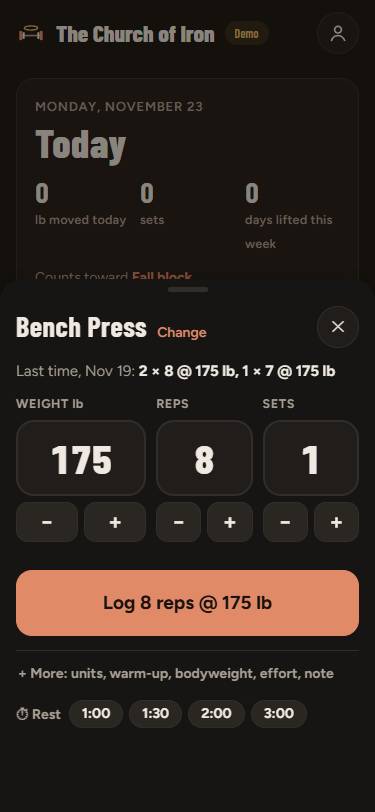 The Church of Iron Demo
MONDAY, NOVEMBER 23
Today
0 0 0
lb moved today sets days lifted this
week
Counts toward Fall block
Bench Press Change
Last time, Nov 19: 2 × 8 @ 175 lb, 1 × 7 @ 175 lb
WEIGHT lb REPS SETS
175 8 1
- + - + - +
Log 8 reps @ 175 lb
+ More: units, warm-up, bodyweight, effort, note
Rest 1:00 1:30 2:00 3:00